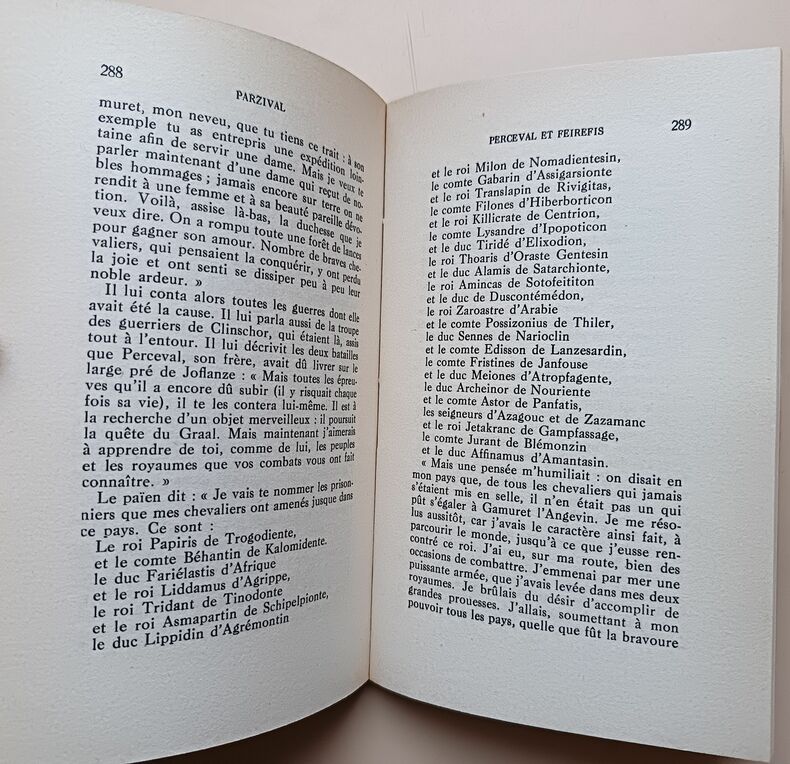 288
PARZIVAL
muret, mon neveu, que tu tiens ce trait : à son
exemple tu as entrepris une expédition loin-
taine afin de servir une dame. Mais je veux te
parler maintenant d'une dame qui reçut de no-
bles hommages ; jamais encore sur terre on ne
rendit à une femme et à sa beauté pareille dévo-
tion. Voilà, assise là-bas, la duchesse que je
veux dire. On a rompu toute une forêt de lances
pour gagner son amour. Nombre de braves che-
valiers, qui pensaient la conquérir, y ont perdu
la joie et ont senti se dissiper peu à peu leur
noble ardeur. »
Il lui conta alors toutes les guerres dont elle
avait été la cause. Il lui parla aussi de la troupe
des guerriers de Clinschor, qui étaient là, assis
tout à l'entour. Il lui décrivit les deux batailles
que Perceval, son frère, avait dû livrer sur le
large pré de Joflanze : « Mais toutes les épreu-
ves qu'il a encore dû subir (il y risquait chaque
fois sa vie), il te les contera lui-même. Il est à
la recherche d'un objet merveilleux : il poursuit
la quête du Graal. Mais maintenant j'aimerais
à apprendre de toi, comme de lui, les peuples
et les royaumes que vos combats vous ont fait
connaître. »
Le païen dit : « Je vais te nommer les prison-
niers que mes chevaliers ont amenés jusque dans
ce pays. Ce sont :
Le roi Papiris de Trogodiente,
et le comte Béhantin de Kalomidente.
le duc Fariélastis d'Afrique
et le roi Liddamus d'Agrippe,
le roi Tridant de Tinodonte
et le roi Asmapartin de Schipelpionte,
le duc Lippidin d'Agrémontin
PERCEVAL ET FEIREFIS
289
et le roi Milon de Nomadientesin,
le comte Gabarin d'Assigarsionte
et le roi Translapin de Rivigitas,
le comte Filones d'Hiberborticon
et le roi Killicrate de Centrion,
le comte Lysandre d'Ipopoticon
et le duc Tiridé d'Elixodion,
le roi Thoaris d'Oraste Gentesin
et le duc Alamis de Satarchionte,
le roi Amincas de Sotofeititon
et le duc de Duscontémédon,
le roi Zaroastre d'Arabie
et le comte Possizonius de Thiler,
le duc Sennes de Narioclin
et le comte Edisson de Lanzesardin,
et le comte Fristines de Janfouse
et le duc Meiones d'Atropfagente,
le duc Archeinor de Nouriente
et le comte Astor de Panfatis,
les seigneurs d'Azagouc et de Zazamanc
et le roi Jetakranc de Gampfassage,
le comte Jurant de Blémonzin
et le duc Affinamus d'Amantasin.
« Mais une pensée m'humiliait : on disait en
mon pays que, de tous les chevaliers qui jamais
s'étaient mis en selle, il n'en était pas un qui
pût s'égaler à Gamuret l'Angevin. Je me réso-
lus aussitôt, car j'avais le caractère ainsi fait, à
parcourir le monde, jusqu'à ce que j'eusse ren-
contré ce roi. J'ai eu, sur ma route, bien des
occasions de combattre. J'emmenai par mer une
puissante armée, que j'avais levée dans mes deux
royaumes. Je brûlais du désir d'accomplir de
grandes prouesses. J'allais, soumettant à mon
pouvoir tous les pays, quelle que fût la bravoure